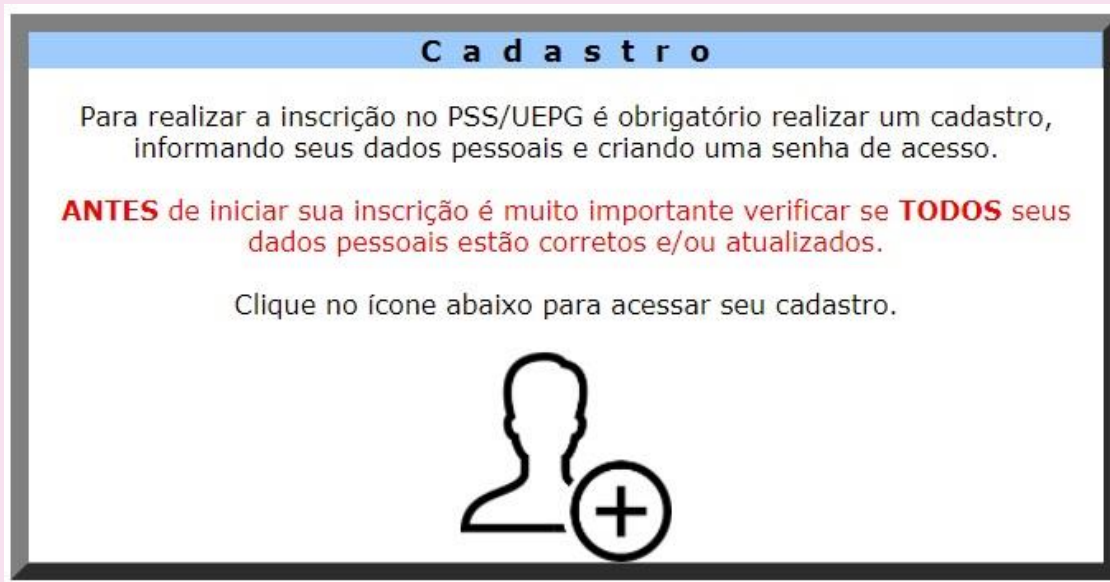 Cadastro
Para realizar a inscrição no PSS/UEPG é obrigatório realizar um cadastro,
informando seus dados pessoais e criando uma senha de acesso.
ANTES de iniciar sua inscrição é muito importante verificar se TODOS seus
dados pessoais estão corretos e/ou atualizados.
Clique no ícone abaixo para acessar seu cadastro.